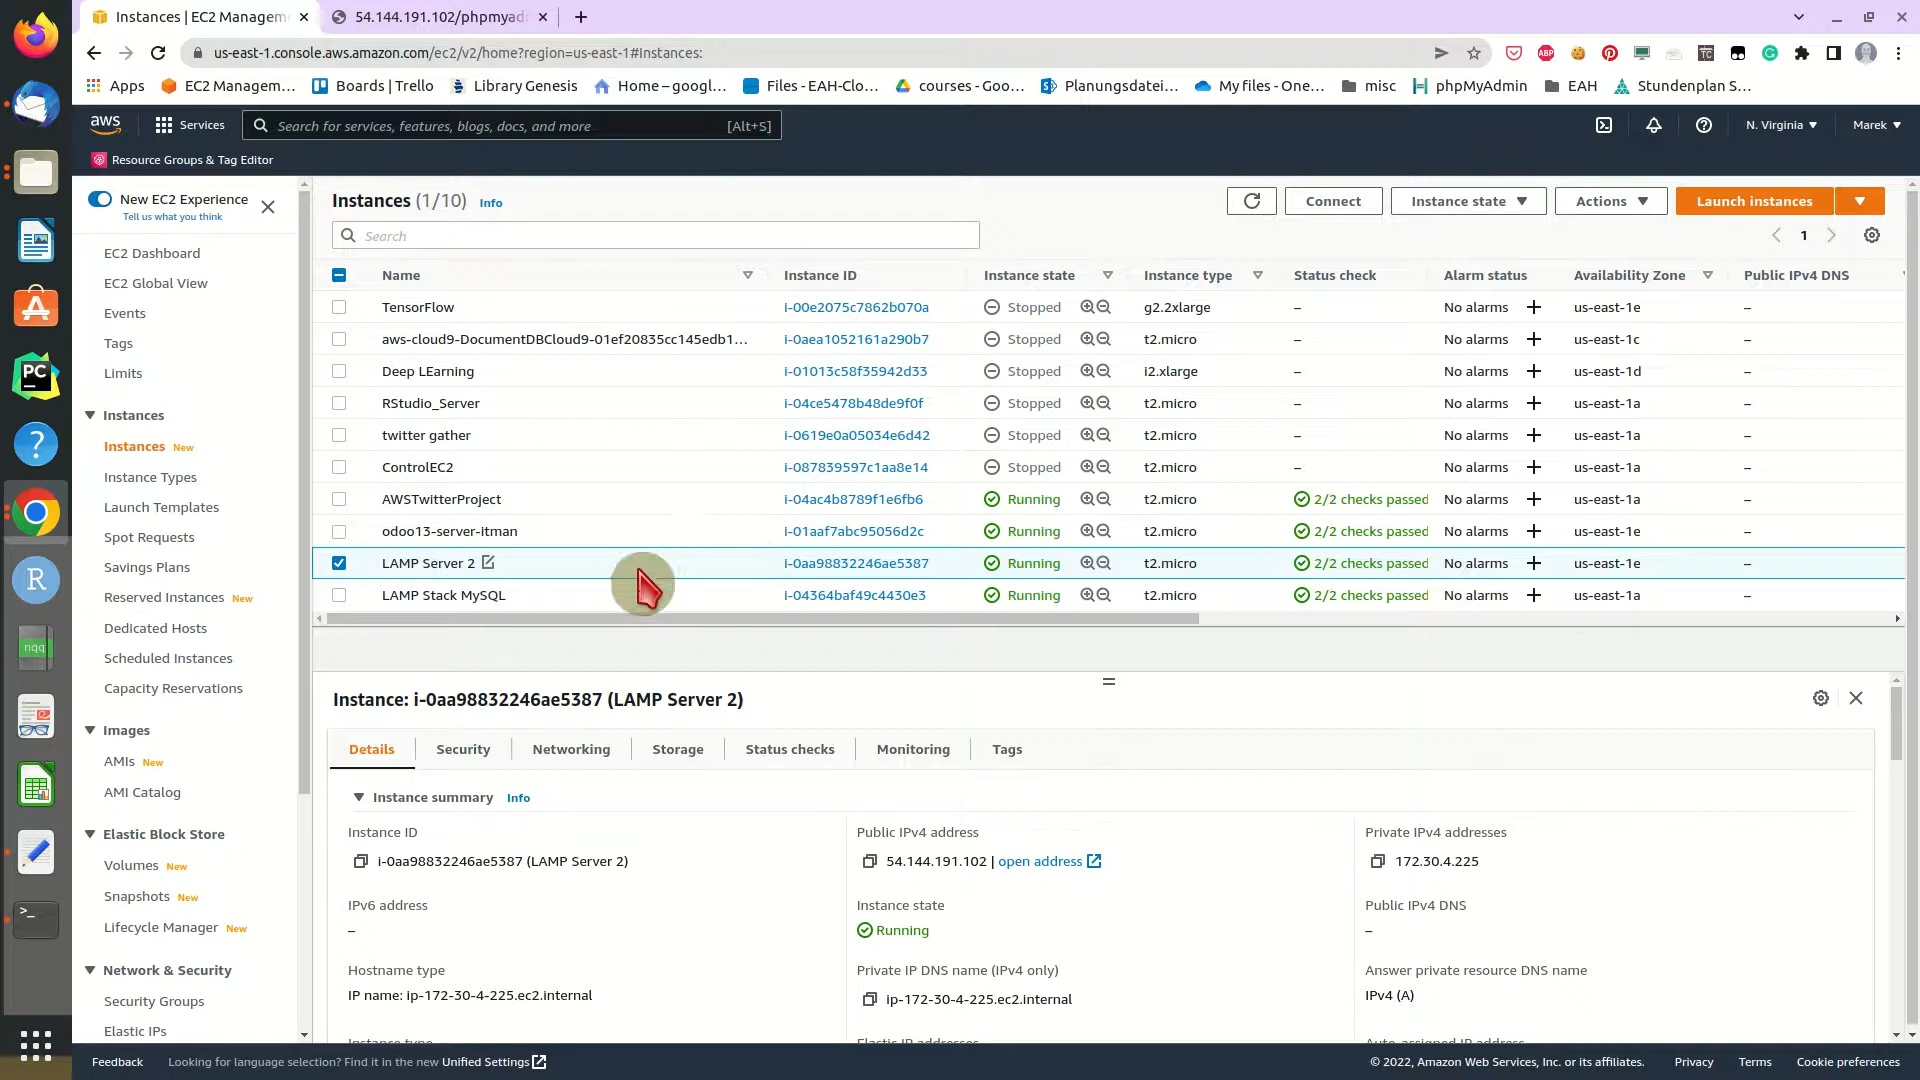 Instances | EC2 Managem
54.144.191.102/phpmyad
us-east-1.console.aws.amazon.com/ec2/v2/home?region=us-east-1#Instances:
ABP
TC
Apps
EC2 Managem...
Boards | Trello
Library Genesis
Home – googl...
Files - EAH-Clo...
courses - Goo...
Planungsdatei...
My files - One...
misc
phpMyAdmin
EAH
Stundenplan S...
aws
Services
Search for services, features, blogs, docs, and more
[Alt+S]
N. Virginia
Marek
Resource Groups & Tag Editor
New EC2 Experience
Tell us what you think
EC2 Dashboard
EC2 Global View
Events
Tags
Limits
Instances
Instances New
Instance Types
Launch Templates
Spot Requests
Savings Plans
Reserved Instances New
Dedicated Hosts
Scheduled Instances
Capacity Reservations
Images
AMIs New
AMI Catalog
Elastic Block Store
Volumes New
Snapshots New
Lifecycle Manager New
Network & Security
Security Groups
Elastic IPs
Instances (1/10) Info
Connect
Instance state
Actions
Launch instances
Search
1
Name Instance ID Instance state Instance type Status check Alarm status Availability Zone Public IPv4 DNS
TensorFlow i-00e2075c7862b070a Stopped g2.2xlarge – No alarms + us-east-1e –
aws-cloud9-DocumentDBCloud9-01ef20835cc145edb1... i-0aea1052161a290b7 Stopped t2.micro – No alarms + us-east-1c –
Deep LEarning i-01013c58f35942d33 Stopped i2.xlarge – No alarms + us-east-1d –
RStudio_Server i-04ce5478b48de9f0f Stopped t2.micro – No alarms + us-east-1a –
twitter gather i-0619e0a05034e6d42 Stopped t2.micro – No alarms + us-east-1a –
ControlEC2 i-087839597c1aa8e14 Stopped t2.micro – No alarms + us-east-1a –
AWSTwitterProject i-04ac4b8789f1e6fb6 Running t2.micro 2/2 checks passed No alarms + us-east-1a –
odoo13-server-itman i-01aaf7abc95056d2c Running t2.micro 2/2 checks passed No alarms + us-east-1e –
LAMP Server 2 i-0aa98832246ae5387 Running t2.micro 2/2 checks passed No alarms + us-east-1e –
LAMP Stack MySQL i-04364baf49c4430e3 Running t2.micro 2/2 checks passed No alarms + us-east-1a –
Instance: i-0aa98832246ae5387 (LAMP Server 2)
Details Security Networking Storage Status checks Monitoring Tags
Instance summary Info
Instance ID
i-0aa98832246ae5387 (LAMP Server 2)
Public IPv4 address
54.144.191.102 | open address
Private IPv4 addresses
172.30.4.225
IPv6 address
–
Instance state
Running
Public IPv4 DNS
–
Hostname type
IP name: ip-172-30-4-225.ec2.internal
Private IP DNS name (IPv4 only)
ip-172-30-4-225.ec2.internal
Answer private resource DNS name
IPv4 (A)
Instance type
Elastic IP addresses
Auto-assigned IP address
PC
R
nqq
Feedback
Looking for language selection? Find it in the new Unified Settings
© 2022, Amazon Web Services, Inc. or its affiliates.
Privacy
Terms
Cookie preferences